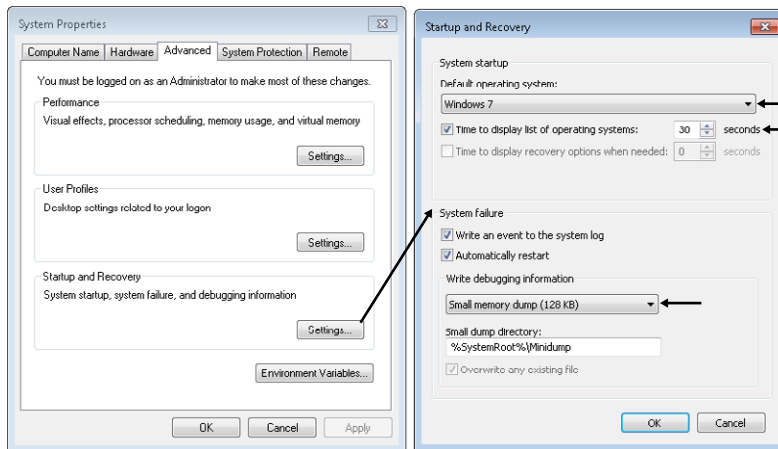 System Properties
Computer Name
Hardware
Advanced
System Protection
Remote
You must be logged on as an Administrator to make most of these changes.
Performance
Visual effects, processor scheduling, memory usage, and virtual memory
Settings...
User Profiles
Desktop settings related to your logon
Settings...
Startup and Recovery
System startup, system failure, and debugging information
Settings...
Environment Variables...
OK
Cancel
Apply
Startup and Recovery
System startup
Default operating system:
Windows 7
Time to display list of operating systems: 30 seconds
Time to display recovery options when needed: 0 seconds
System failure
Write an event to the system log
Automatically restart
Write debugging information
Small memory dump (128 KB)
Small dump directory:
%SystemRoot%\Minidump
Overwrite any existing file
OK
Cancel